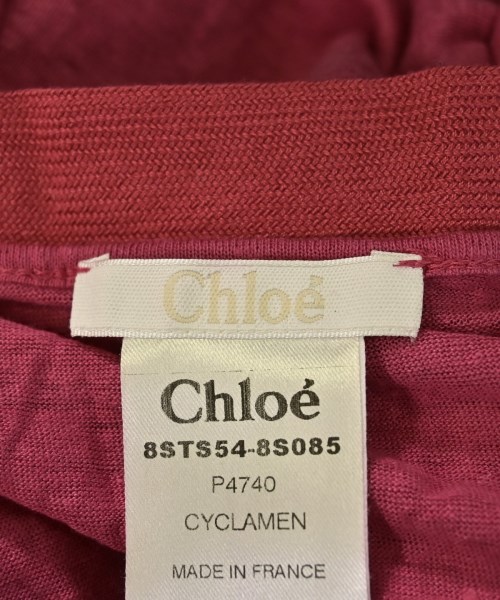 Chloé
Chloé
8STS54-8S085
P4740
CYCLAMEN
MADE IN FRANCE